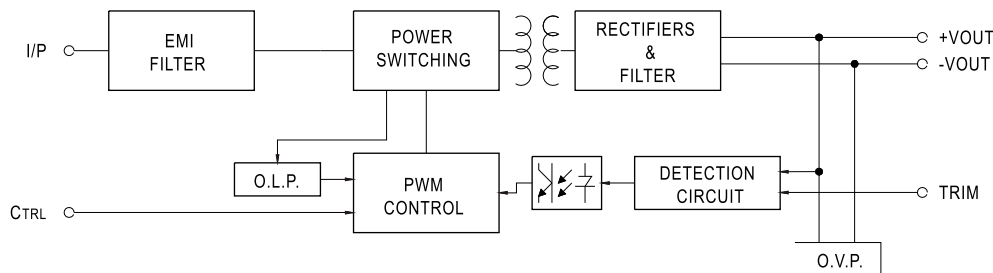 I/P
EMI
FILTER
POWER
SWITCHING
RECTIFIERS
&
FILTER
+VOUT
-VOUT
O.L.P.
PWM
CONTROL
DETECTION
CIRCUIT
TRIM
CTRL
O.V.P.